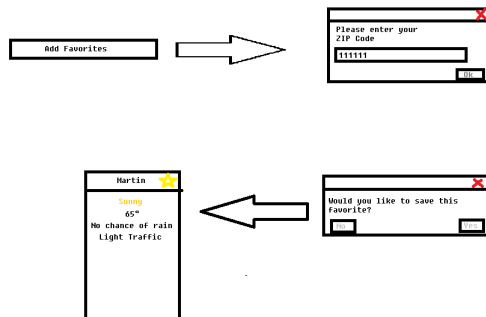 Add Favorites
Please enter your
ZIP Code
111111
Ok
Would you like to save this
favorite?
No
Yes
Martin
Sunny
65°
No chance of rain
Light Traffic